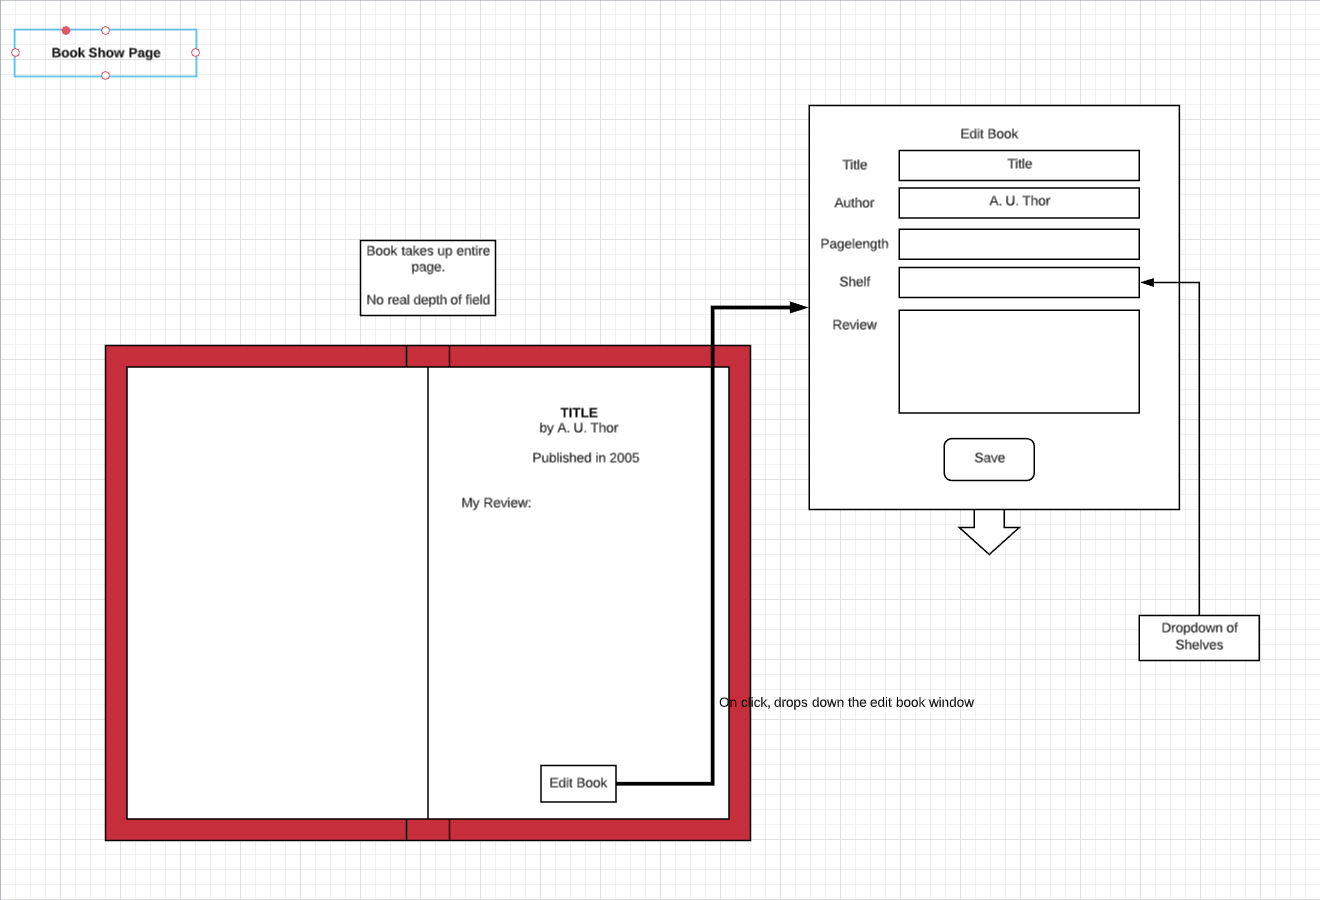 Book Show Page
Edit Book
Title
Title
Author
A. U. Thor
Pagelength
Shelf
Review
Save
Book takes up entire
page.
No real depth of field
TITLE
by A. U. Thor
Published in 2005
My Review:
Dropdown of
Shelves
On click, drops down the edit book window
Edit Book